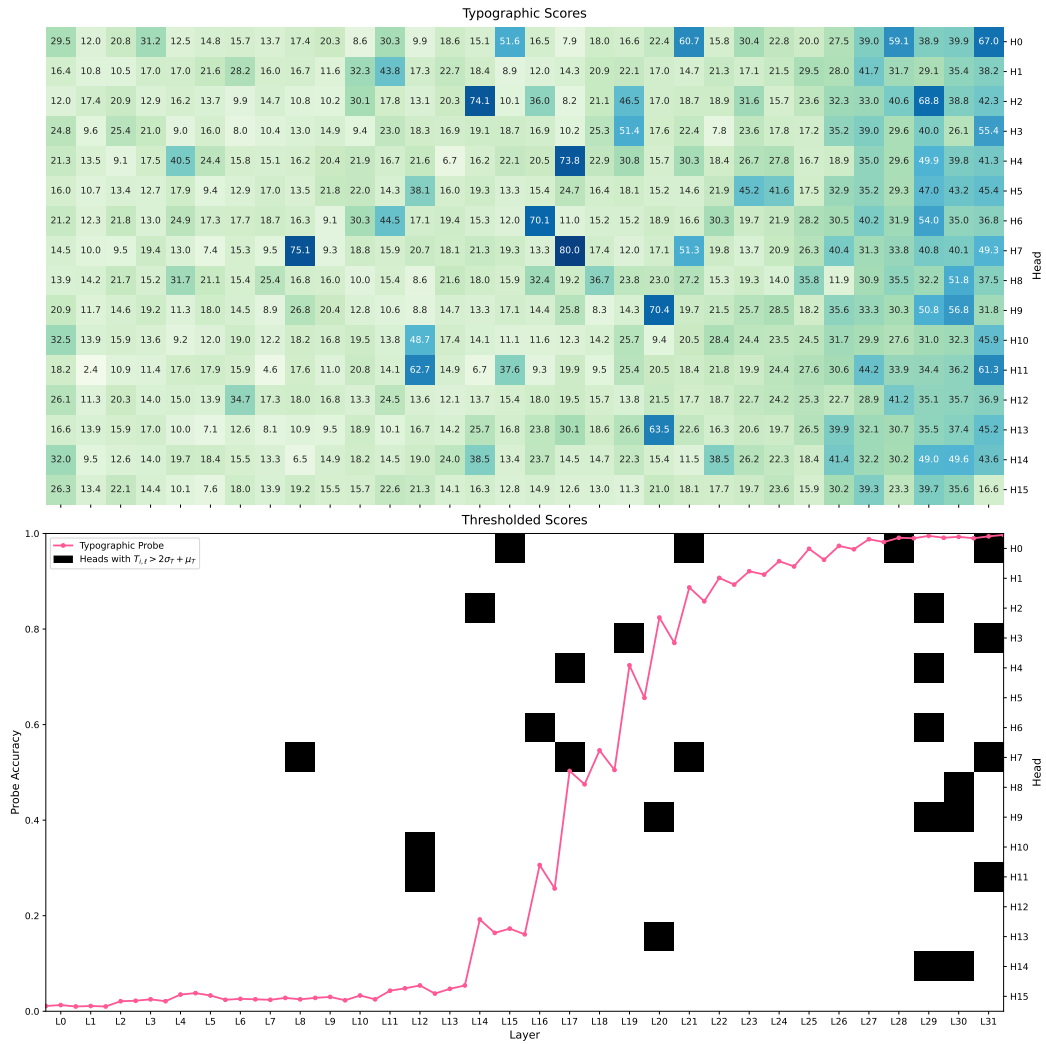 Typographic Scores
29.5 12.0 20.8 31.2 12.5 14.8 15.7 13.7 17.4 20.3 8.6 30.3 9.9 18.6 15.1 51.6 16.5 7.9 18.0 16.6 22.4 60.7 15.8 30.4 22.8 20.0 27.5 39.0 59.1 38.9 39.9 67.0 H0
16.4 10.8 10.5 17.0 17.0 21.6 28.2 16.0 16.7 11.6 32.3 43.8 17.3 22.7 18.4 8.9 12.0 14.3 20.9 22.1 17.0 14.7 21.3 17.1 21.5 29.5 28.0 41.7 31.7 29.1 35.4 38.2 H1
12.0 17.4 20.9 12.9 16.2 13.7 9.9 14.7 10.8 10.2 30.1 17.8 13.1 20.3 74.1 10.1 36.0 8.2 21.1 46.5 17.0 18.7 18.9 31.6 15.7 23.6 32.3 33.0 40.6 68.8 38.8 42.3 H2
24.8 9.6 25.4 21.0 9.0 16.0 8.0 10.4 13.0 14.9 9.4 23.0 18.3 16.9 19.1 18.7 16.9 10.2 25.3 51.4 17.6 22.4 7.8 23.6 17.8 17.2 35.2 39.0 29.6 40.0 26.1 55.4 H3
21.3 13.5 9.1 17.5 40.5 24.4 15.8 15.1 16.2 20.4 21.9 16.7 21.6 6.7 16.2 22.1 20.5 73.8 22.9 30.8 15.7 30.3 18.4 26.7 27.8 16.7 18.9 35.0 29.6 49.9 39.8 41.3 H4
16.0 10.7 13.4 12.7 17.9 9.4 12.9 17.0 13.5 21.8 22.0 14.3 38.1 16.0 19.3 13.3 15.4 24.7 16.4 18.1 15.2 14.6 21.9 45.2 41.6 17.5 32.9 35.2 29.3 47.0 43.2 45.4 H5
21.2 12.3 21.8 13.0 24.9 17.3 17.7 18.7 16.3 9.1 30.3 44.5 17.1 19.4 15.3 12.0 70.1 11.0 15.2 15.2 18.9 16.6 30.3 19.7 21.9 28.2 30.5 40.2 31.9 54.0 35.0 36.8 H6
14.5 10.0 9.5 19.4 13.0 7.4 15.3 9.5 75.1 9.3 18.8 15.9 20.7 18.1 21.3 19.3 13.3 80.0 17.4 12.0 17.1 51.3 19.8 13.7 20.9 26.3 40.4 31.3 33.8 40.8 40.1 49.3 H7
13.9 14.2 21.7 15.2 31.7 21.1 15.4 25.4 16.8 16.0 10.0 15.4 8.6 21.6 18.0 15.9 32.4 19.2 36.7 23.8 23.0 27.2 15.3 19.3 14.0 35.8 11.9 30.9 35.5 32.2 51.8 37.5 H8
20.9 11.7 14.6 19.2 11.3 18.0 14.5 8.9 26.8 20.4 12.8 10.6 8.8 14.7 13.3 17.1 14.4 25.8 8.3 14.3 70.4 19.7 21.5 25.7 28.5 18.2 35.6 33.3 30.3 50.8 56.8 31.8 H9
32.5 13.9 15.9 13.6 9.2 12.0 19.0 12.2 18.2 16.8 19.5 13.8 48.7 17.4 14.1 11.1 11.6 12.3 14.2 25.7 9.4 20.5 28.4 24.4 23.5 24.5 31.7 29.9 27.6 31.0 32.3 45.9 H10
18.2 2.4 10.9 11.4 17.6 17.9 17.7 4.6 17.9 11.0 20.8 14.1 62.7 14.9 6.7 37.6 9.3 19.9 9.5 25.4 20.5 18.4 21.8 19.9 24.4 27.6 30.6 44.2 33.9 34.4 36.2 61.3 H11
26.1 11.3 20.3 14.0 15.0 13.9 34.7 17.3 18.0 16.8 13.3 24.5 13.6 12.1 13.7 15.4 18.0 19.5 15.7 13.8 21.5 17.7 18.7 22.7 24.2 25.3 22.7 28.9 41.2 35.1 35.7 36.9 H12
16.6 13.9 15.9 17.0 10.0 7.1 12.6 8.1 10.9 9.5 18.9 10.1 16.7 14.2 25.7 16.8 23.8 30.1 18.6 26.6 63.5 22.6 16.3 20.6 19.7 26.5 39.9 32.1 30.7 35.5 37.4 45.2 H13
32.0 9.5 12.6 14.0 19.7 18.4 15.5 13.3 6.5 14.9 18.2 14.5 19.0 24.0 38.5 13.4 23.7 14.5 14.7 22.3 15.4 11.5 38.5 26.2 22.3 18.4 41.4 32.2 30.2 49.0 49.6 43.6 H14
26.3 13.4 22.1 14.4 10.1 7.6 18.0 13.9 19.2 15.5 15.7 22.6 21.3 14.1 16.3 12.8 14.9 12.6 13.0 11.3 21.0 18.1 17.7 19.7 23.6 15.9 30.2 39.3 23.3 39.7 35.6 16.6 H15
Head
Thresholded Scores
Typographic Probe
Heads with T_{i,ℓ} > 2σ_T + μ_T
Probe Accuracy
1.0
0.8
0.6
0.4
0.2
0.0
H0
H1
H2
H3
H4
H5
H6
H7
H8
H9
H10
H11
H12
H13
H14
H15
Head
L0 L1 L2 L3 L4 L5 L6 L7 L8 L9 L10 L11 L12 L13 L14 L15 L16 L17 L18 L19 L20 L21 L22 L23 L24 L25 L26 L27 L28 L29 L30 L31
Layer